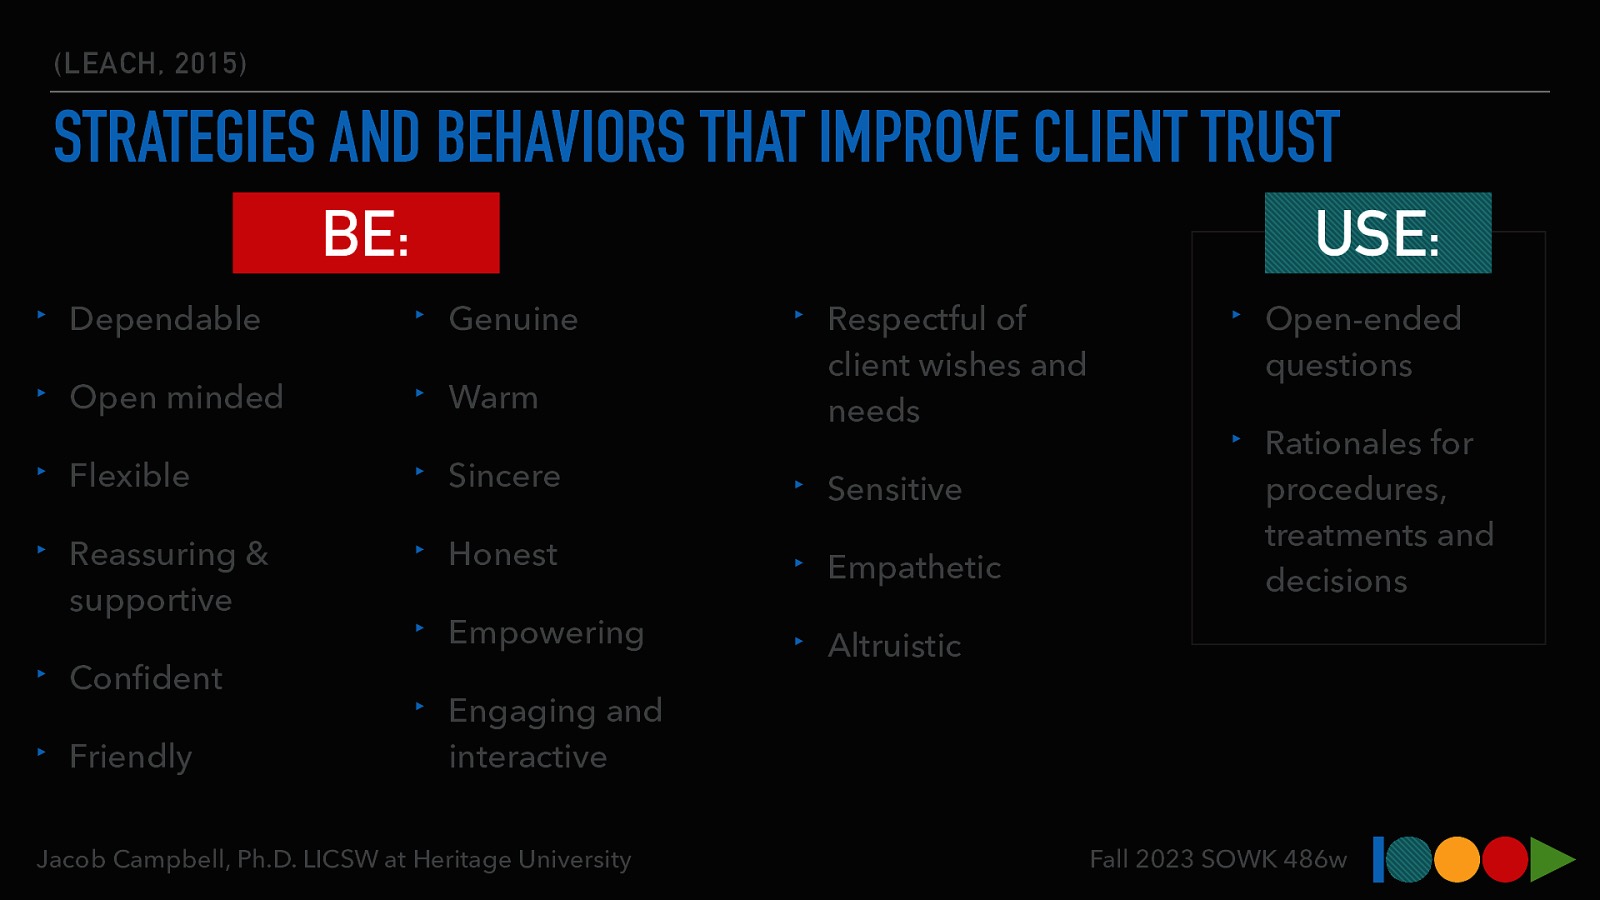 (LEACH, 2015)
STRATEGIES AND BEHAVIORS THAT IMPROVE CLIENT TRUST
BE:
Dependable
Open minded
Flexible
Reassuring &
supportive
Confident
Friendly
Genuine
Warm
Sincere
Honest
Empowering
Engaging and
interactive
Respectful of
client wishes and
needs
Sensitive
Empathetic
Altruistic
USE:
Open-ended
questions
Rationales for
procedures,
treatments and
decisions
Jacob Campbell, Ph.D. LICSW at Heritage University
Fall 2023 SOWK 486w